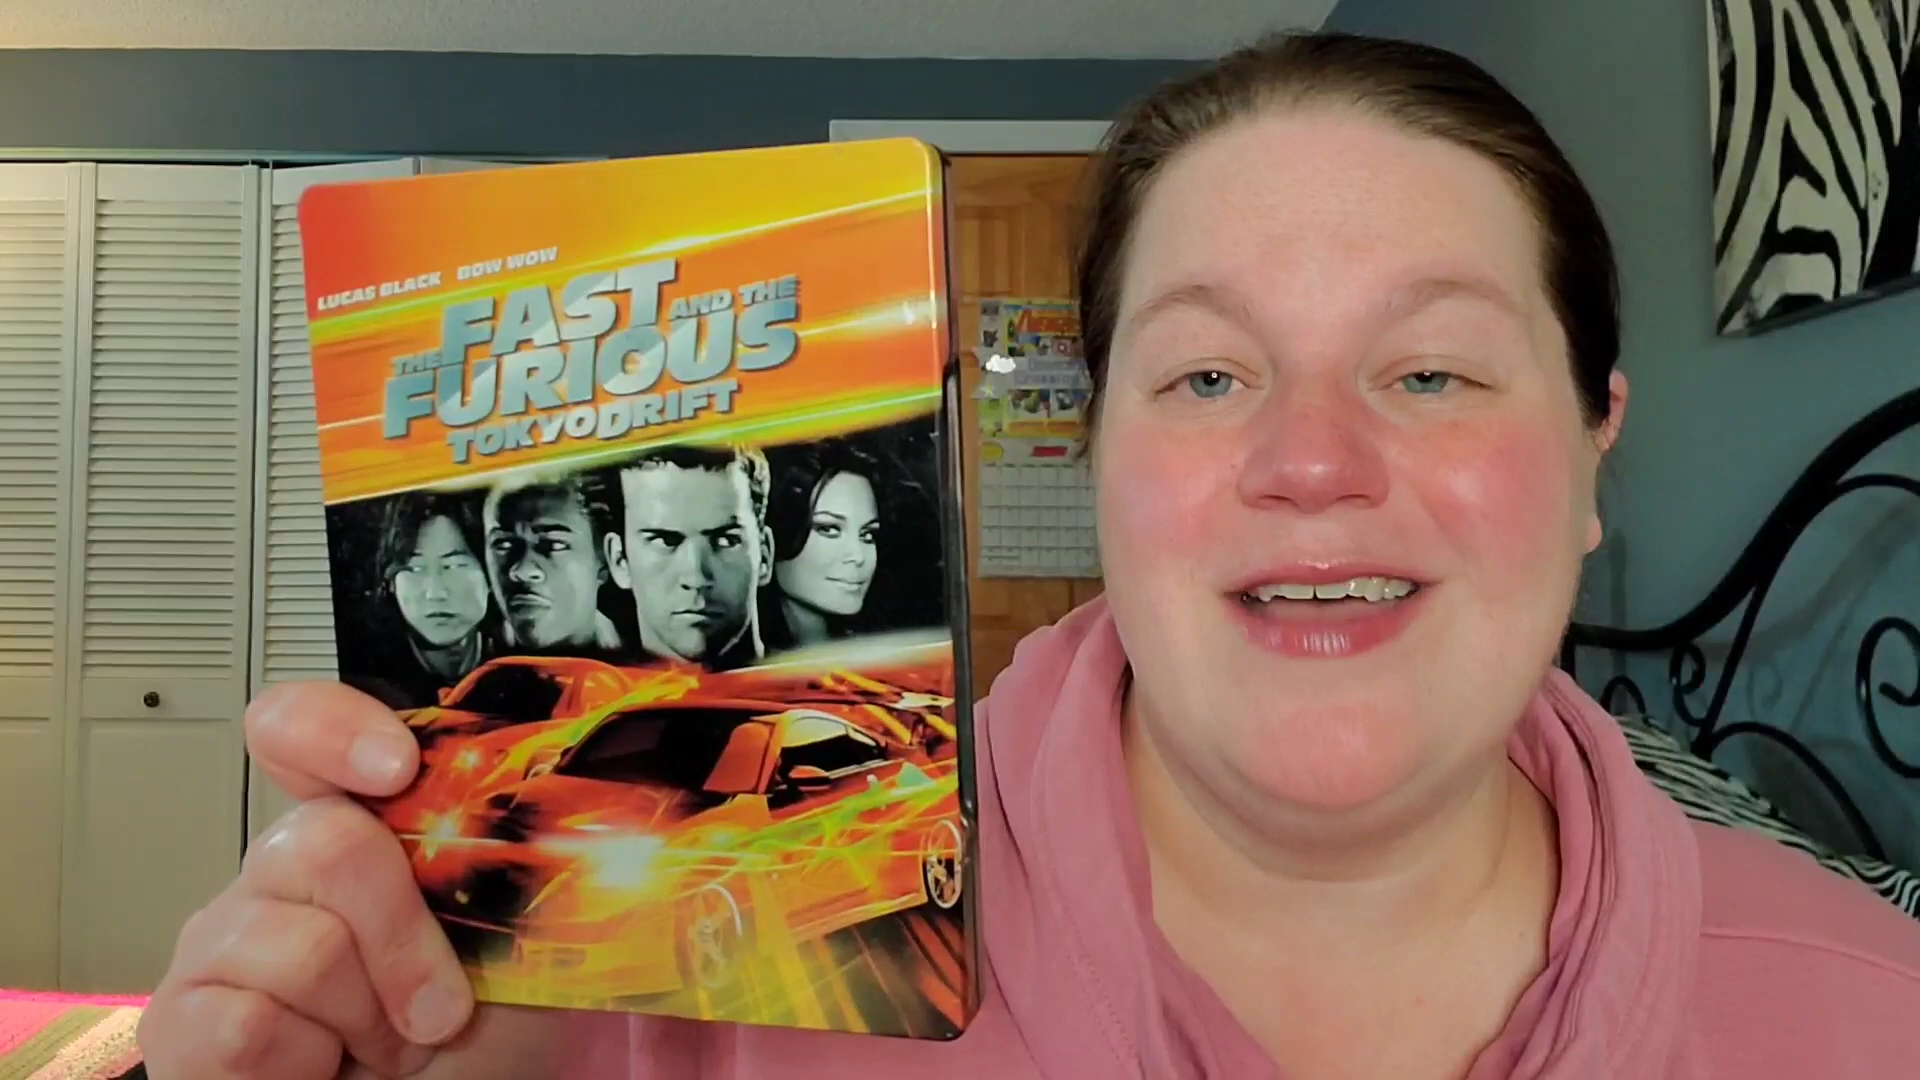 LUCAS BLACK BOW WOW
THE FAST AND THE
FURIOUS
TOKYO DRIFT